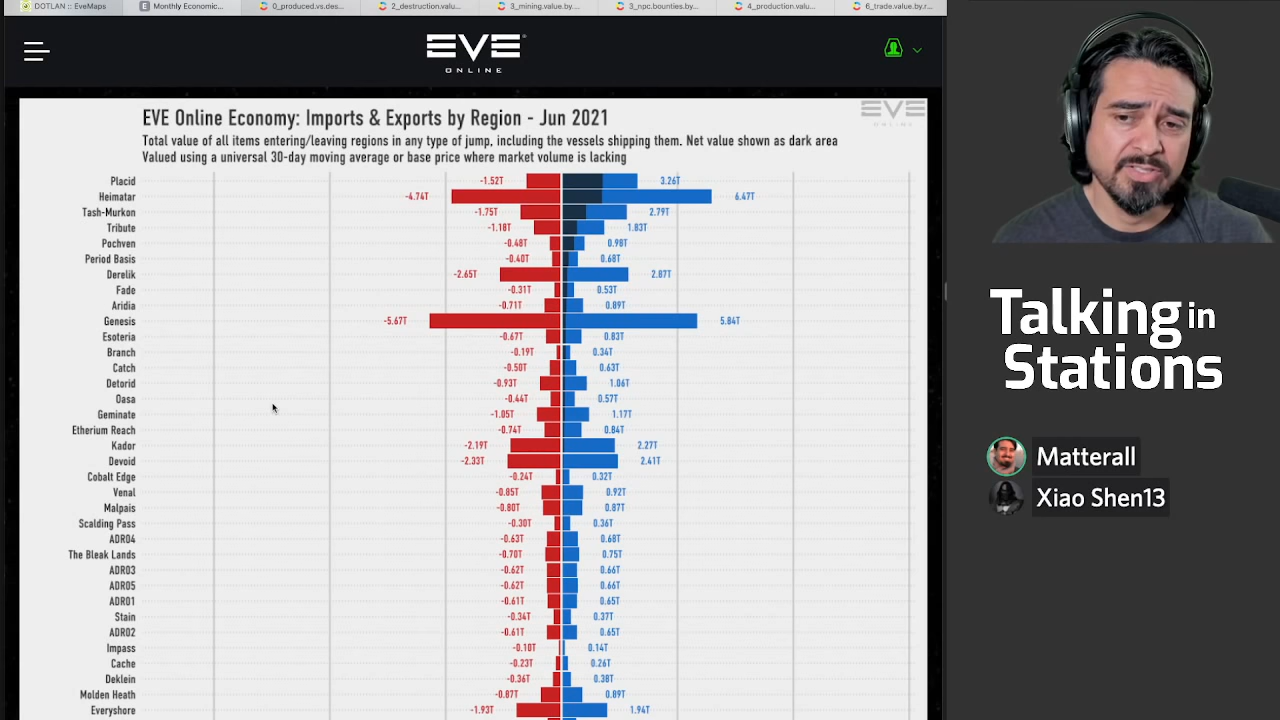 DOTLAN :: EveMaps
Monthly Economic...
0_produced.vs.des...
2_destruction.valu...
3_mining.value.by....
3_npc.bounties.by...
4_production.valu...
6_trade.value.by.r...
EVE
ONLINE
EVE Online Economy: Imports & Exports by Region - Jun 2021
EVE
ONLINE
Total value of all items entering/leaving regions in any type of jump, including the vessels shipping them. Net value shown as dark area
Valued using a universal 30-day moving average or base price where market volume is lacking
Placid -1.52T 3.26T
Heimatar -4.74T 6.47T
Tash-Murkon -1.75T 2.79T
Tribute -1.18T 1.83T
Pochven -0.48T 0.98T
Period Basis -0.40T 0.68T
Derelik -2.65T 2.87T
Fade -0.31T 0.53T
Aridia -0.71T 0.89T
Genesis -5.67T 5.84T
Esoteria -0.67T 0.83T
Branch -0.19T 0.34T
Catch -0.50T 0.63T
Detorid -0.93T 1.06T
Oasa -0.44T 0.57T
Geminate -1.05T 1.17T
Etherium Reach -0.74T 0.84T
Kador -2.19T 2.27T
Devoid -2.33T 2.41T
Cobalt Edge -0.24T 0.32T
Venal -0.85T 0.92T
Malpais -0.80T 0.87T
Scalding Pass -0.30T 0.36T
ADR04 -0.63T 0.68T
The Bleak Lands -0.70T 0.75T
ADR03 -0.62T 0.66T
ADR05 -0.62T 0.66T
ADR01 -0.61T 0.65T
Stain -0.34T 0.37T
ADR02 -0.61T 0.65T
Impass -0.10T 0.14T
Cache -0.23T 0.26T
Deklein -0.36T 0.38T
Molden Heath -0.87T 0.89T
Everyshore -1.93T 1.94T
Talking in
Stations
Matterall
Xiao Shen13